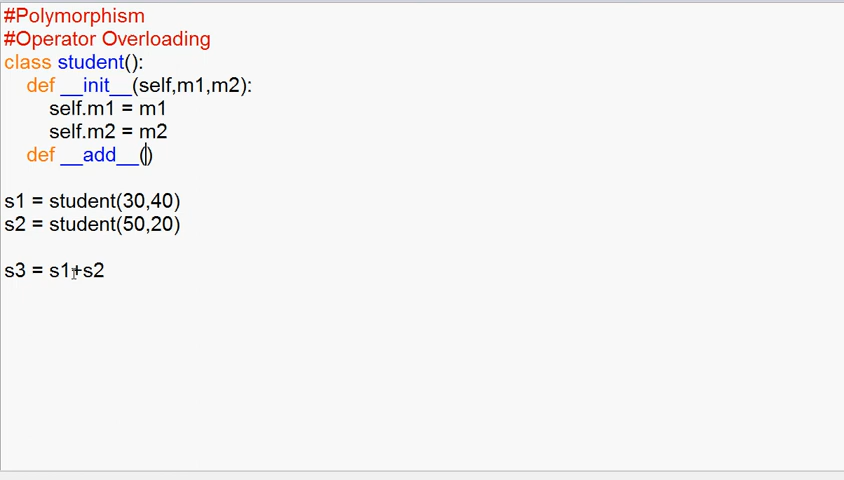 #Polymorphism
#Operator Overloading
class student():
    def __init__(self,m1,m2):
        self.m1 = m1
        self.m2 = m2
    def __add__()
s1 = student(30,40)
s2 = student(50,20)
s3 = s1+s2